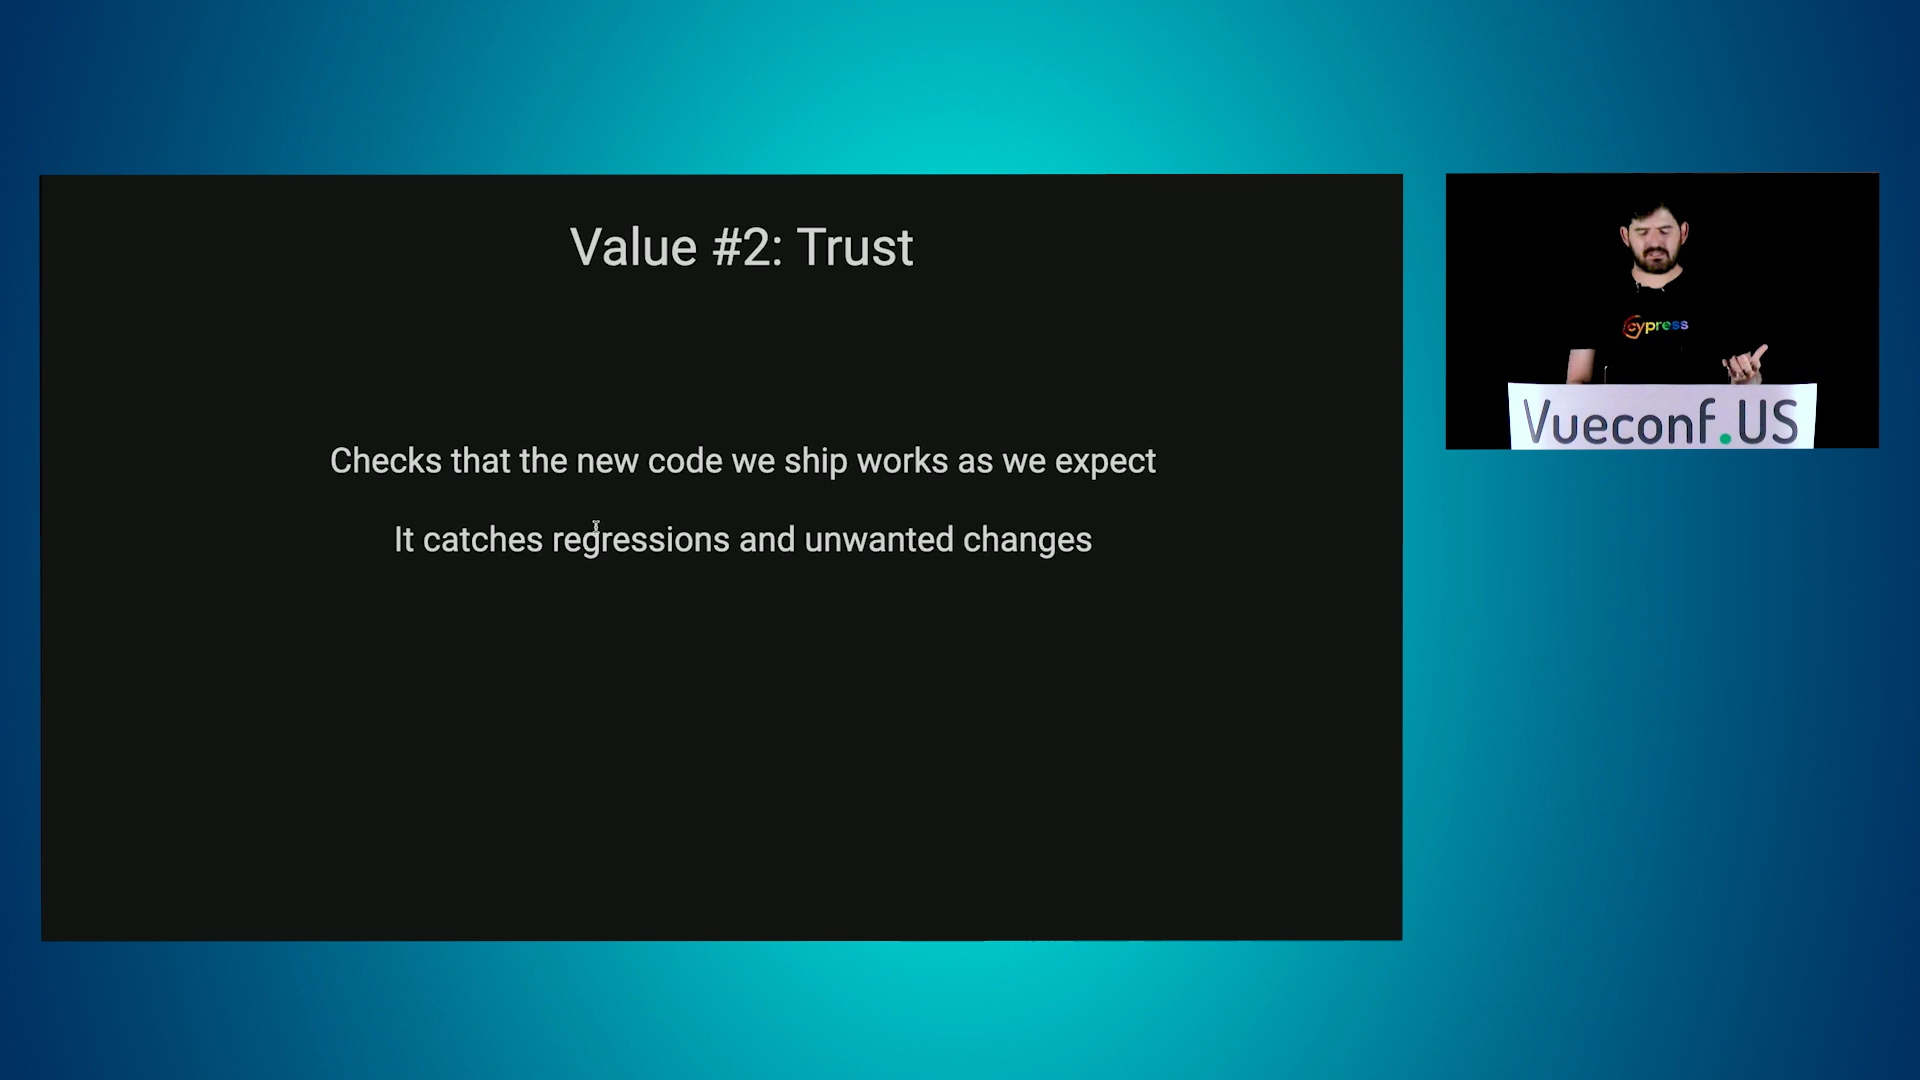 Value #2: Trust
Checks that the new code we ship works as we expect
It catches regressions and unwanted changes
cypress
Vueconf.US